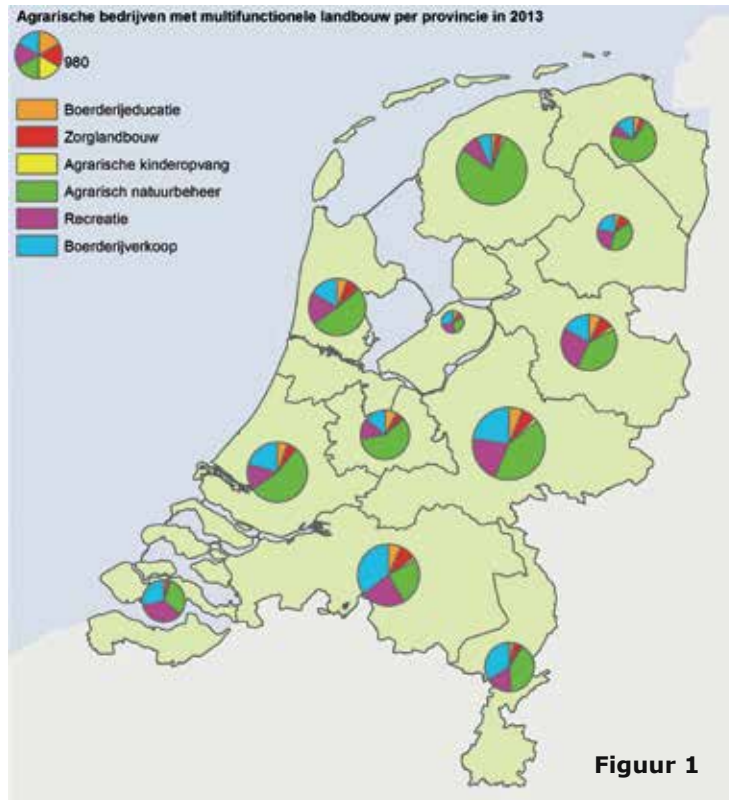 Agrarische bedrijven met multifunctionele landbouw per provincie in 2013
980
Boerderijeducatie
Zorglandbouw
Agrarische kinderopvang
Agrarisch natuurbeheer
Recreatie
Boerderijverkoop
Figuur 1